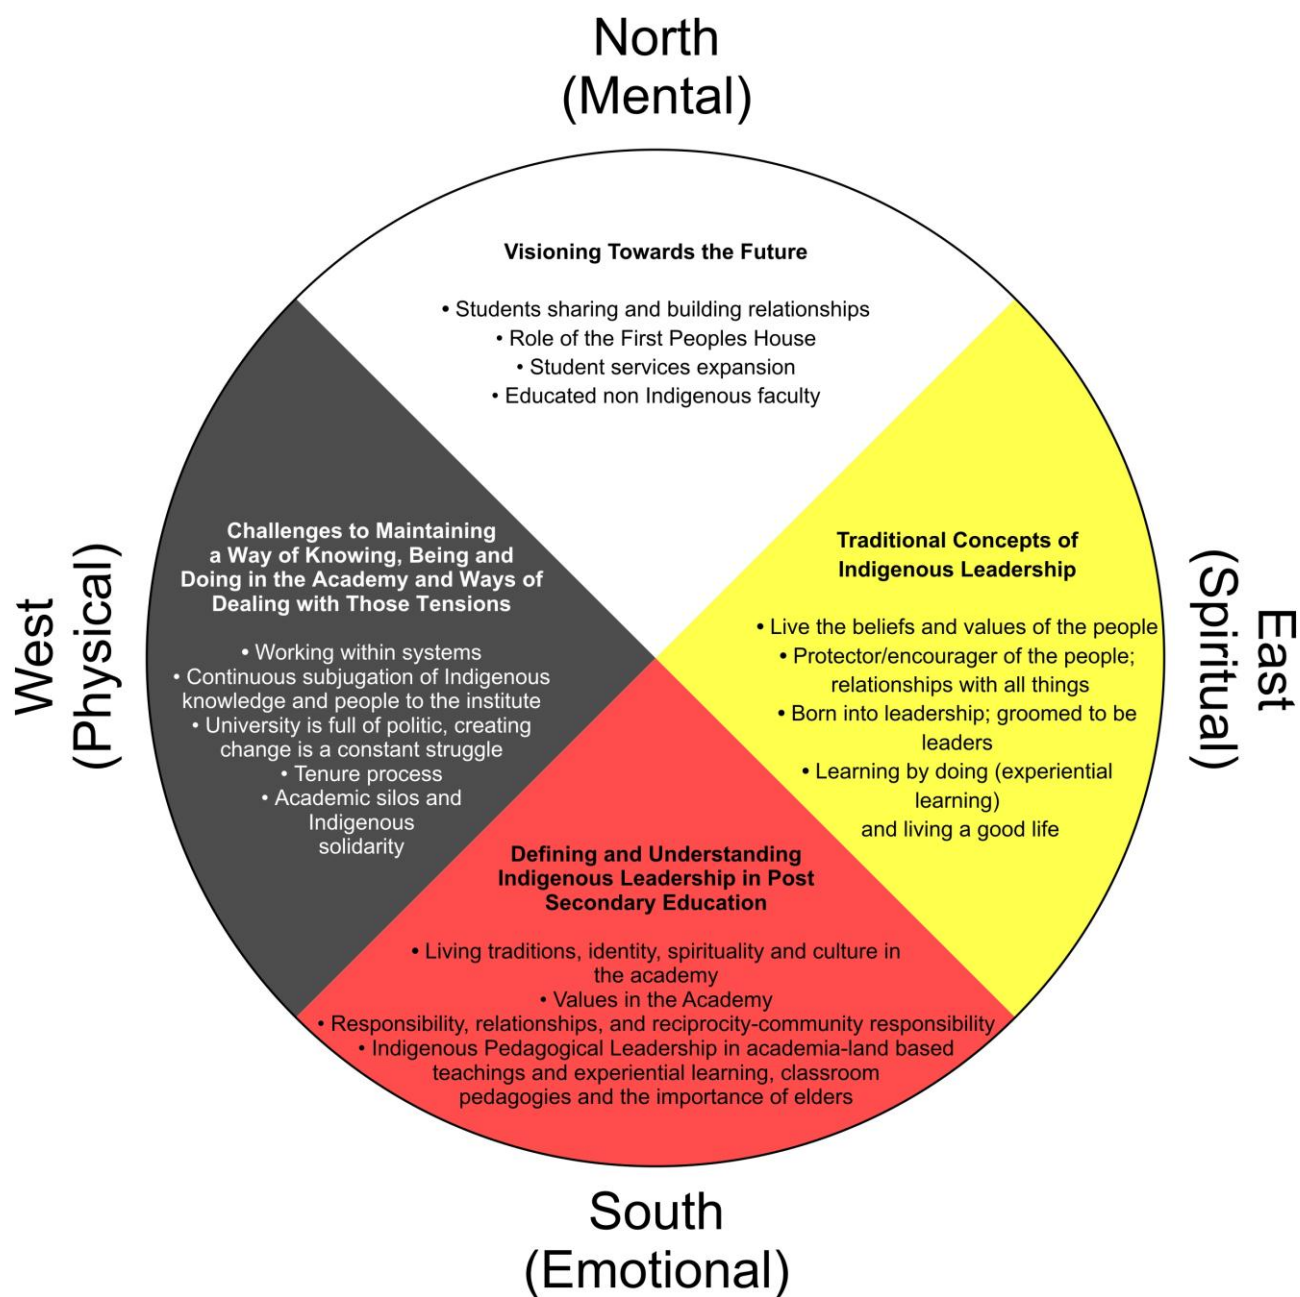 North
(Mental)
Visioning Towards the Future
• Students sharing and building relationships
• Role of the First Peoples House
• Student services expansion
• Educated non Indigenous faculty
West
(Physical)
Challenges to Maintaining
a Way of Knowing, Being and
Doing in the Academy and Ways of
Dealing with Those Tensions
• Working within systems
• Continuous subjugation of Indigenous
knowledge and people to the institute
• University is full of politic, creating
change is a constant struggle
• Tenure process
• Academic silos and
Indigenous
solidarity
Traditional Concepts of
Indigenous Leadership
• Live the beliefs and values of the people
• Protector/encourager of the people;
relationships with all things
• Born into leadership; groomed to be
leaders
• Learning by doing (experiential
learning)
and living a good life
East
(Spiritual)
Defining and Understanding
Indigenous Leadership in Post
Secondary Education
• Living traditions, identity, spirituality and culture in
the academy
• Values in the Academy
• Responsibility, relationships, and reciprocity-community responsibility
• Indigenous Pedagogical Leadership in academia-land based
teachings and experiential learning, classroom
pedagogies and the importance of elders
South
(Emotional)